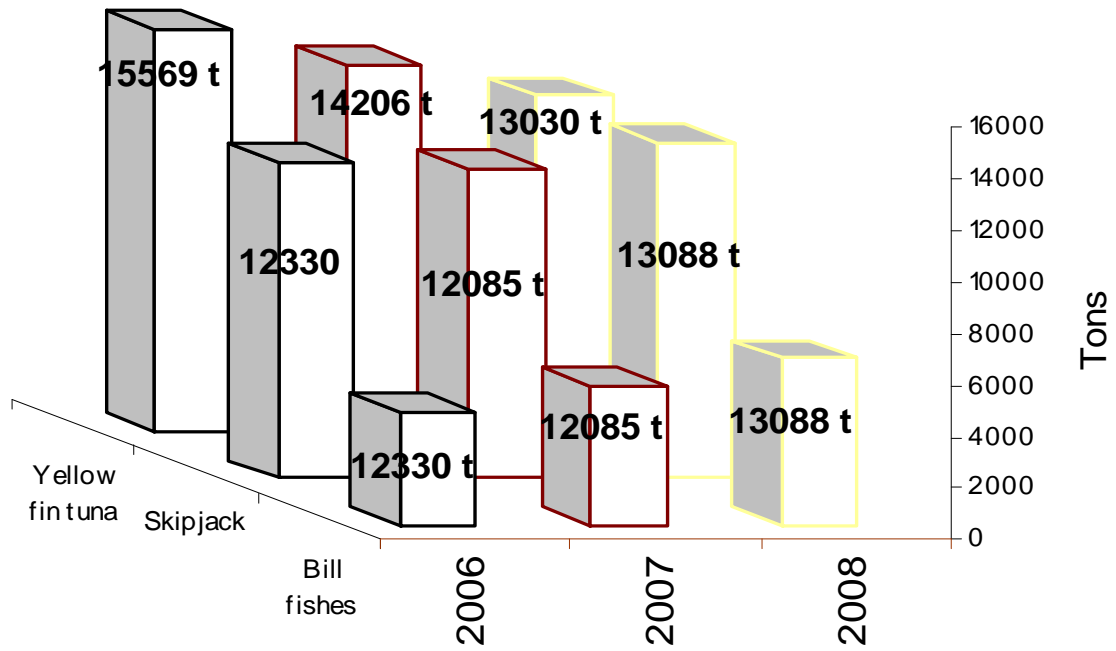 15569 t
14206 t
13030 t
12330
12085 t
13088 t
12330 t
12085 t
13088 t
16000
14000
12000
10000
8000
6000
4000
2000
0
Tons
Yellow
fin tuna
Skipjack
Bill
fishes
2006
2007
2008